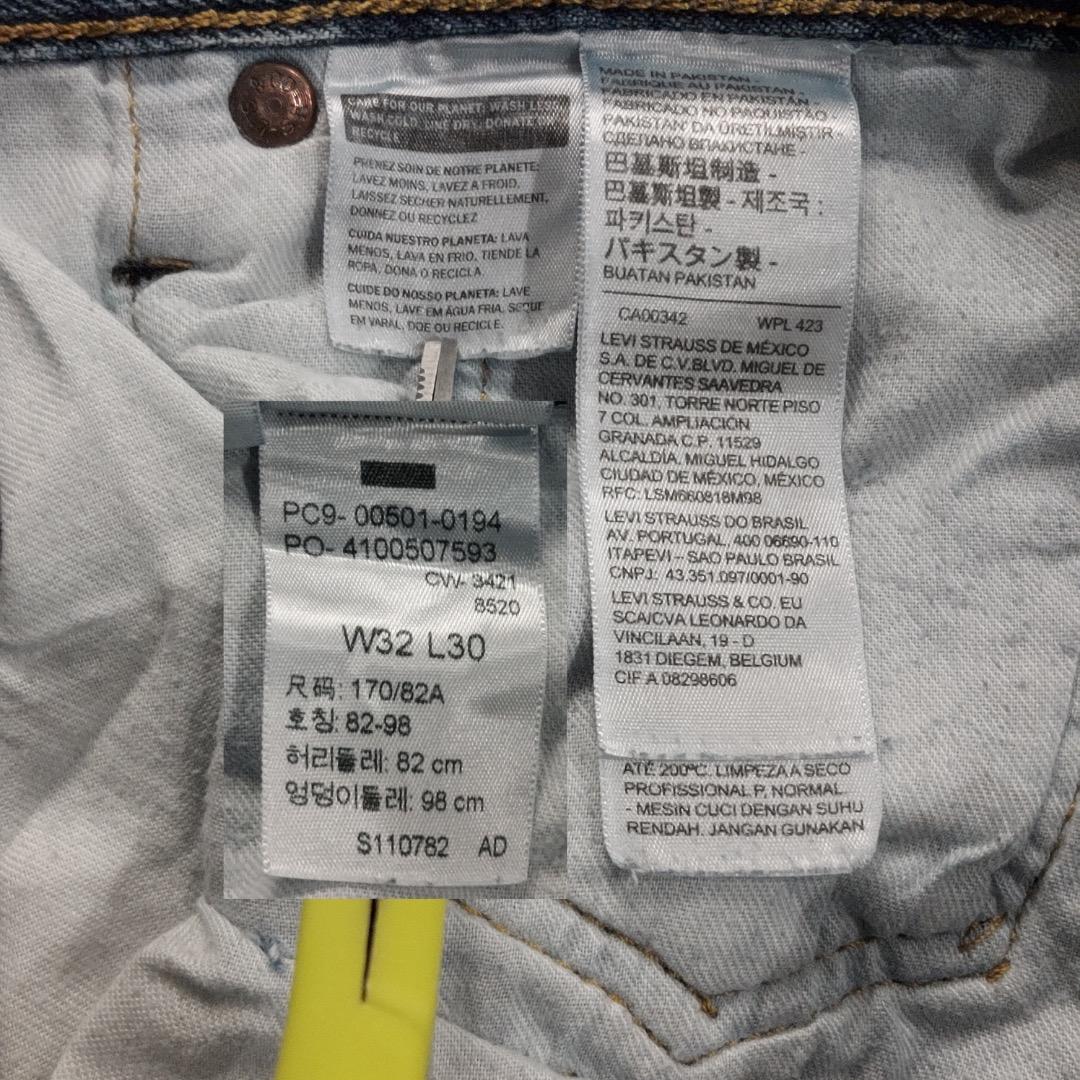 CARE FOR OUR PLANET: WASH LESS,
WASH COLD, LINE DRY, DONATE
RECYCLE
PRENEZ SOIN DE NOTRE PLANETE:
LAVEZ MOINS, LAVEZ A FROID,
LAISSEZ SECHER NATURELLEMENT,
DONNEZ OU RECYCLEZ
CUIDA NUESTRO PLANETA: LAVA
MENOS, LAVA EN FRIO, TIENDE LA
ROPA, DONA O RECICLA
CUIDE DO NOSSO PLANETA: LAVE
MENOS, LAVE EM ÁGUA FRIA, SEQUE
EM VARAL, DOE OU RECICLE.
MADE IN PAKISTAN -
FABRIQUE AU PAKISTAN -
FABRICADO EN PAKISTÁN -
FABRICADO NO PAQUISTÃO
PAKISTAN' DA ÜRETİLMİŞTİR
СДЕЛАНО ВПАКИСТАНЕ -
巴基斯坦制造 -
巴基斯坦製 - 제조국 :
파키스탄 -
パキスタン製 -
BUATAN PAKISTAN
CA00342 WPL 423
LEVI STRAUSS DE MÉXICO
S.A. DE C.V.BLVD. MIGUEL DE
CERVANTES SAAVEDRA
NO. 301, TORRE NORTE PISO
7 COL. AMPLIACIÓN
GRANADA C.P. 11529
ALCALDÍA. MIGUEL HIDALGO
CIUDAD DE MÉXICO, MÉXICO
RFC: LSM660818M98
LEVI STRAUSS DO BRASIL
AV. PORTUGAL, 400 06690-110
ITAPEVI – SAO PAULO BRASIL
CNPJ: 43.351.097/0001-90
LEVI STRAUSS & CO. EU
SCA/CVA LEONARDO DA
VINCILAAN, 19 - D
1831 DIEGEM, BELGIUM
CIF A 08298606
ATÉ 200ºC. LIMPEZA A SECO
PROFISSIONAL P, NORMAL
- MESIN CUCI DENGAN SUHU
RENDAH. JANGAN GUNAKAN
PC9- 00501-0194
PO- 4100507593
CW- 3421
8520
W32 L30
尺码: 170/82A
호칭: 82-98
허리둘레: 82 cm
엉덩이둘레: 98 cm
S110782 AD